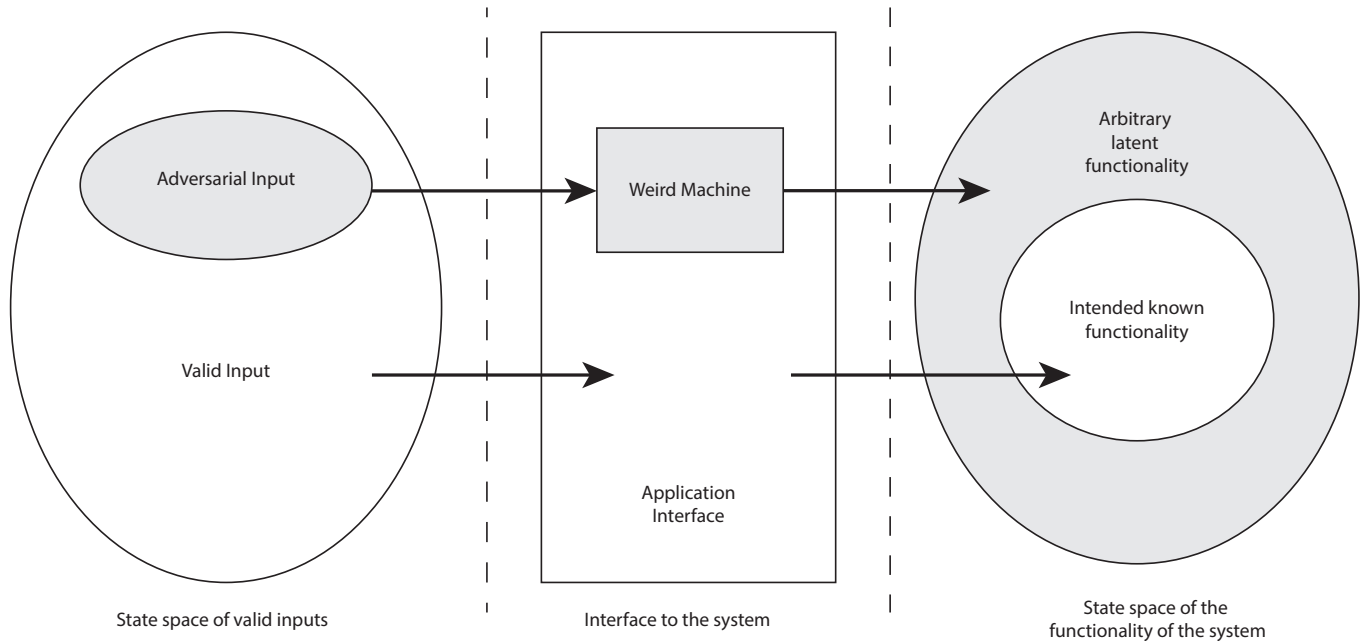 Adversarial Input
Valid Input
State space of valid inputs
Weird Machine
Application
Interface
Interface to the system
Arbitrary
latent
functionality
Intended known
functionality
State space of the
functionality of the system